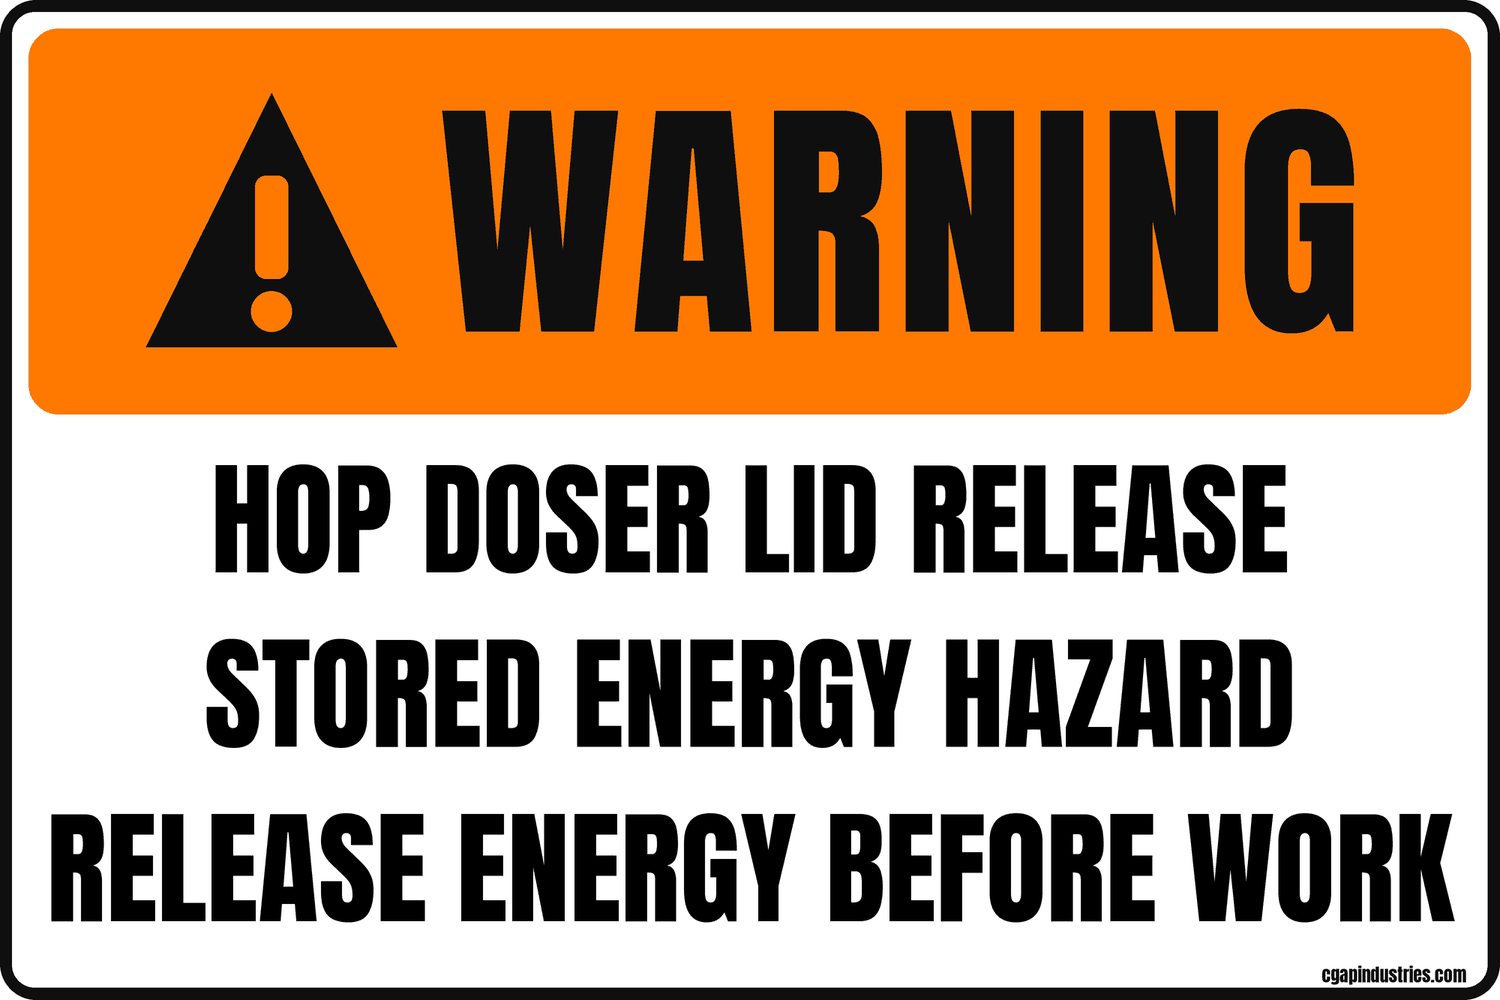 WARNING
HOP DOSER LID RELEASE
STORED ENERGY HAZARD
RELEASE ENERGY BEFORE WORK
cgapindustries.com